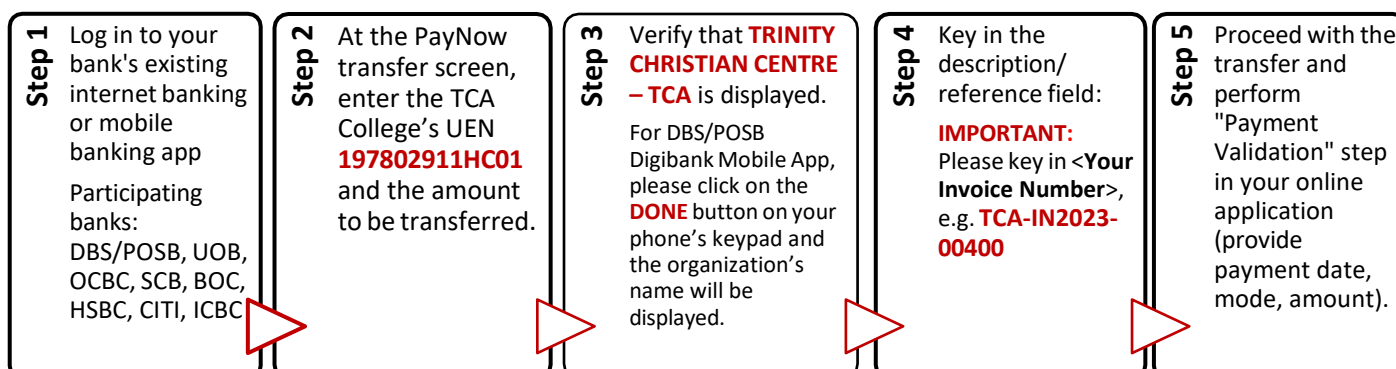 Step 1
Log in to your
bank's existing
internet banking
or mobile
banking app
Participating
banks:
DBS/POSB, UOB,
OCBC, SCB, BOC,
HSBC, CITI, ICBC
Step 2
At the PayNow
transfer screen,
enter the TCA
College’s UEN
197802911HC01
and the amount
to be transferred.
Step 3
Verify that TRINITY
CHRISTIAN CENTRE
– TCA is displayed.
For DBS/POSB
Digibank Mobile App,
please click on the
DONE button on your
phone’s keypad and
the organization’s
name will be
displayed.
Step 4
Key in the
description/
reference field:
IMPORTANT:
Please key in <Your
Invoice Number>,
e.g. TCA-IN2023-
00400
Step 5
Proceed with the
transfer and
perform
"Payment
Validation" step
in your online
application
(provide
payment date,
mode, amount).